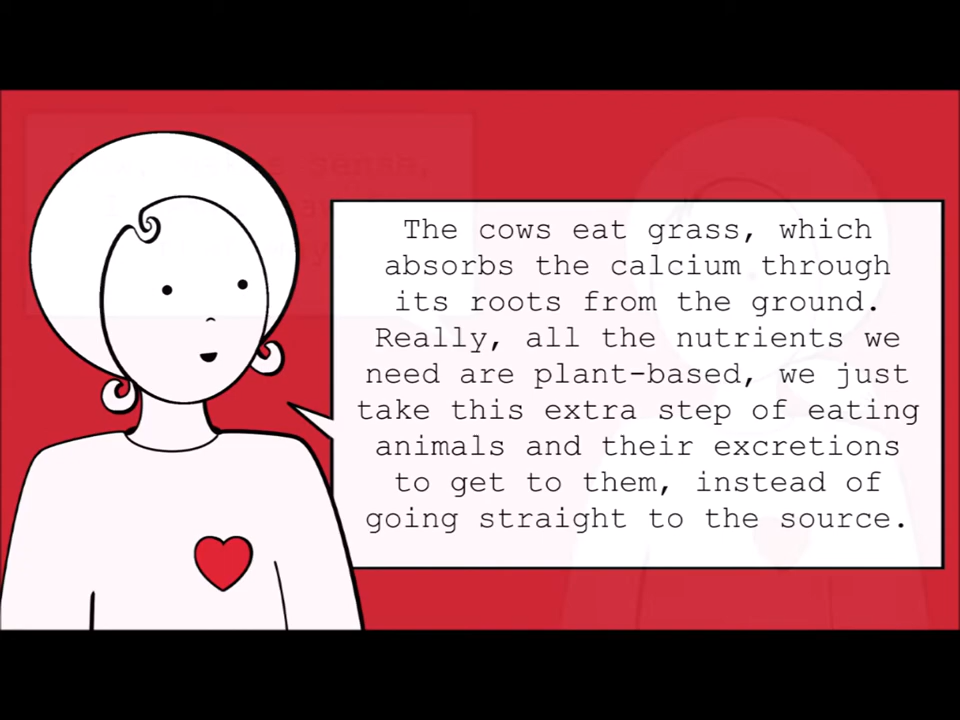 The cows eat grass, which
absorbs the calcium through
its roots from the ground.
Really, all the nutrients we
need are plant-based, we just
take this extra step of eating
animals and their excretions
to get to them, instead of
going straight to the source.